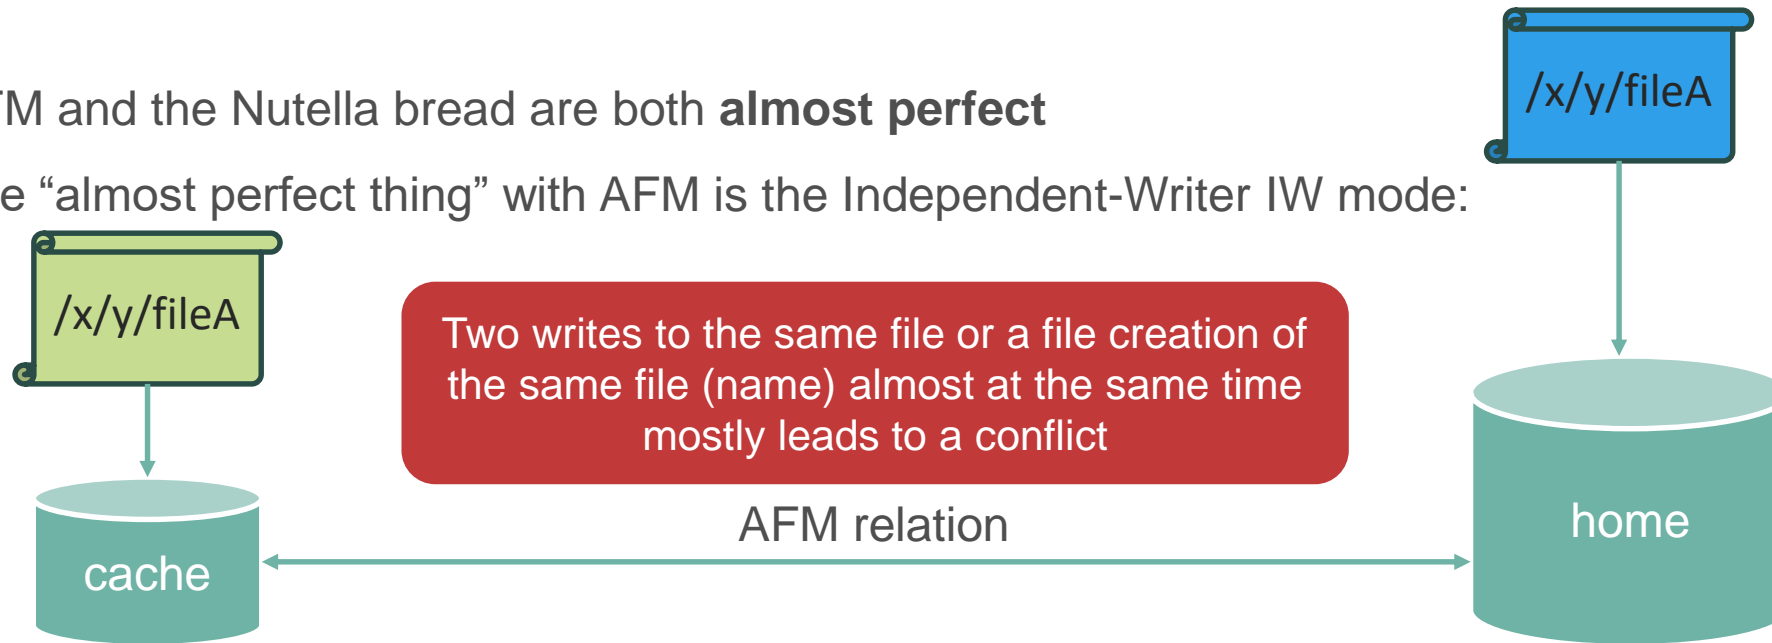 /x/y/fileA
FM and the Nutella bread are both almost perfect
e “almost perfect thing” with AFM is the Independent-Writer IW mode:
/x/y/fileA
Two writes to the same file or a file creation of
the same file (name) almost at the same time
mostly leads to a conflict
AFM relation
home
cache